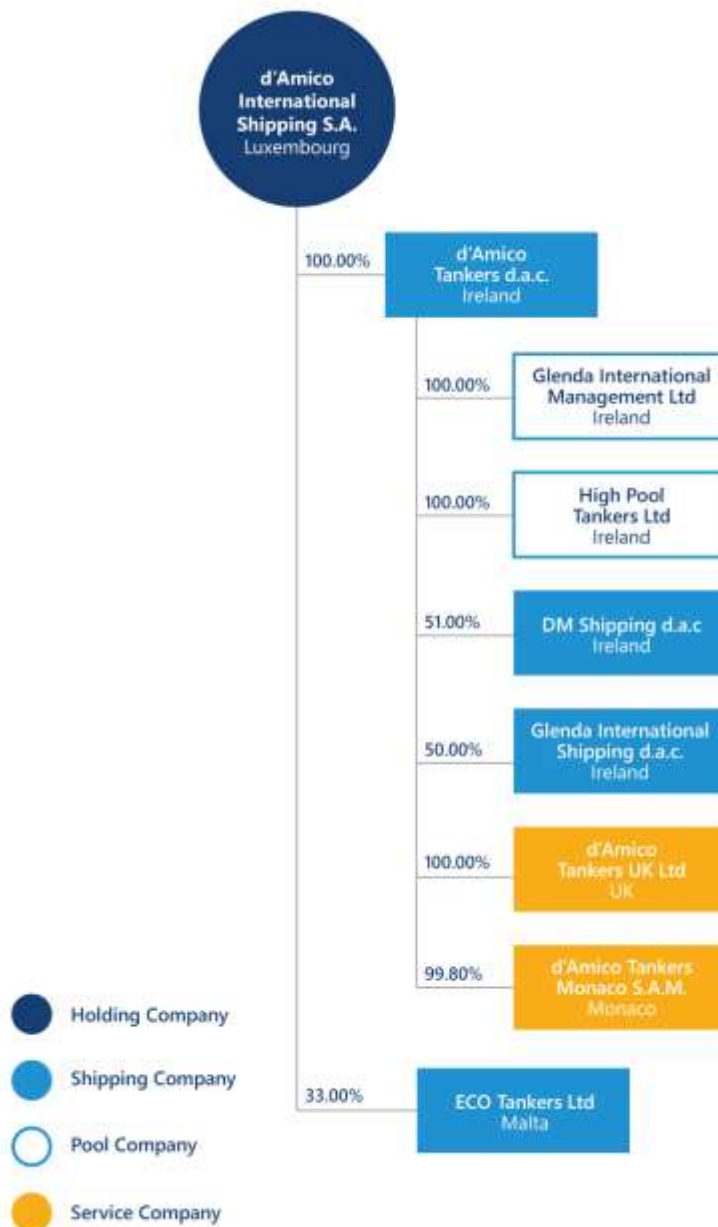 d'Amico
International
Shipping S.A.
Luxembourg
100.00%
d'Amico
Tankers d.a.c.
Ireland
100.00%
Glenda International
Management Ltd
Ireland
100.00%
High Pool
Tankers Ltd
Ireland
51.00%
DM Shipping d.a.c
Ireland
50.00%
Glenda International
Shipping d.a.c.
Ireland
100.00%
d'Amico
Tankers UK Ltd
UK
99.80%
d'Amico Tankers
Monaco S.A.M.
Monaco
33.00%
ECO Tankers Ltd
Malta
Holding Company
Shipping Company
Pool Company
Service Company